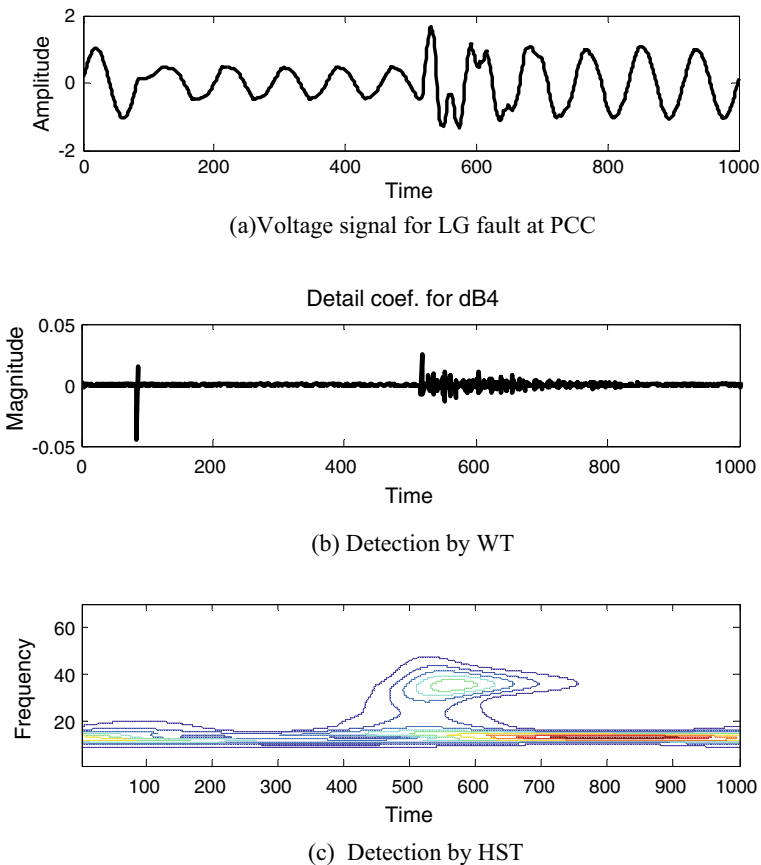 2
0
-2
Amplitude
0 200 400 600 800 1000
Time
(a)Voltage signal for LG fault at PCC
Detail coef. for dB4
0.05
0
-0.05
Magnitude
0 200 400 600 800 1000
Time
(b) Detection by WT
60
40
20
Frequency
100 200 300 400 500 600 700 800 900 1000
Time
(c) Detection by HST